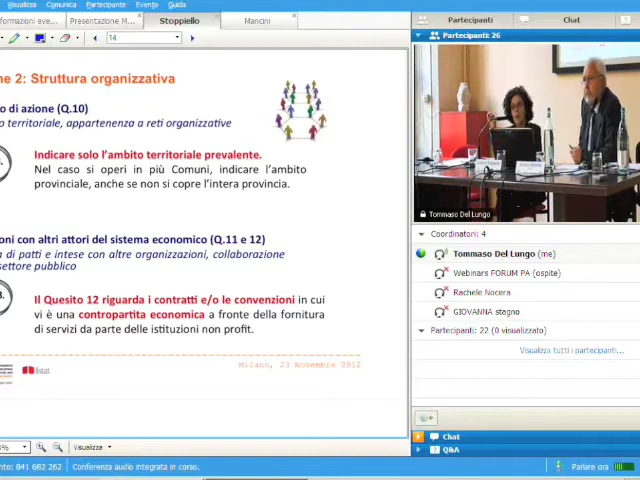 Visualizza Comunica Partecipante Evento Guida
formazioni eve... Presentazione M... Stoppiello Mancini
14
ne 2: Struttura organizzativa
o di azione (Q.10)
o territoriale, appartenenza a reti organizzative
Indicare solo l'ambito territoriale prevalente.
Nel caso si operi in più Comuni, indicare l'ambito
provinciale, anche se non si copre l'intera provincia.
oni con altri attori del sistema economico (Q.11 e 12)
a di patti e intese con altre organizzazioni, collaborazione
settore pubblico
Il Quesito 12 riguarda i contratti e/o le convenzioni in cui
vi è una contropartita economica a fronte della fornitura
di servizi da parte delle istituzioni non profit.
Milano, 23 Novembre 2012
Istat
Visualizza
nto: 841 682 262 Conferenza audio integrata in corso.
Partecipanti Chat
Partecipanti: 26
Tommaso Del Lungo
Coordinatori: 4
Tommaso Del Lungo (me)
Webinars FORUM PA (ospite)
Rachele Nocera
GIOVANNA stagno
Partecipanti: 22 (0 visualizzato)
Visualizza tutti i partecipanti...
Chat
Q&A
Parlare ora